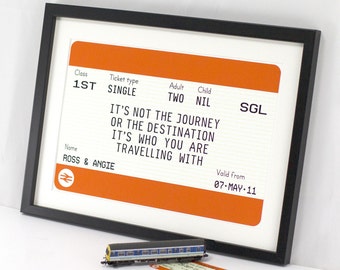 Class Ticket type Adult Child
1ST SINGLE TWO NIL SGL
IT'S NOT THE JOURNEY
OR THE DESTINATION
IT'S WHO YOU ARE
TRAVELLING WITH
Name Valid from
ROSS & ANGIE 07·MAY·11